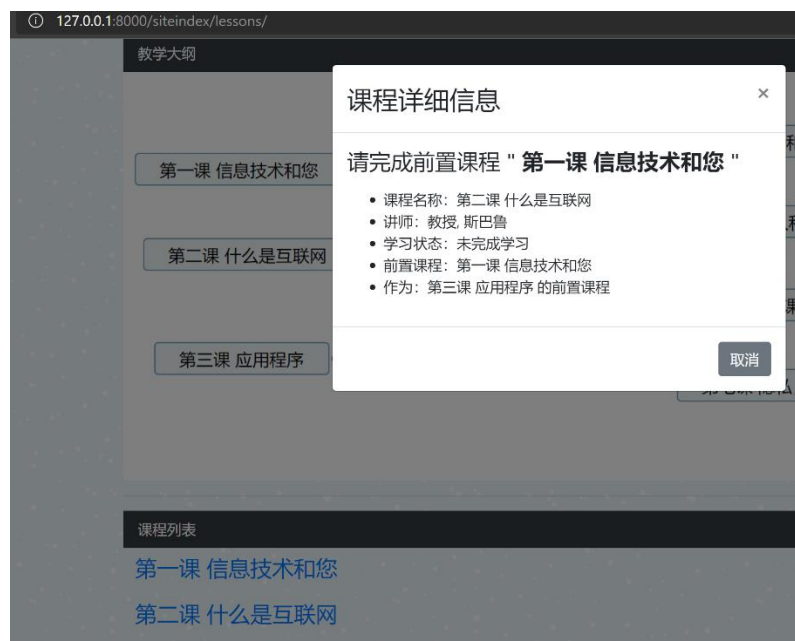 127.0.0.1:8000/siteindex/lessons/
教学大纲
课程详细信息
×
请完成前置课程 " 第一课 信息技术和您 "
课程名称：第二课 什么是互联网
讲师：教授, 斯巴鲁
学习状态：未完成学习
前置课程：第一课 信息技术和您
作为：第三课 应用程序 的前置课程
取消
第一课 信息技术和您
第二课 什么是互联网
第三课 应用程序
课程列表
第一课 信息技术和您
第二课 什么是互联网